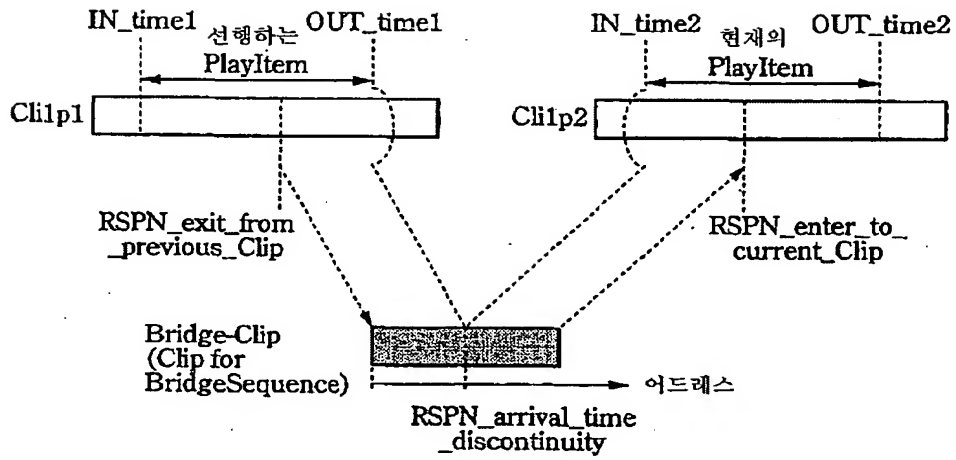 IN_time1
선행하는
PlayItem
OUT_time1
IN_time2
현재의
PlayItem
OUT_time2
Cli1p1
Cli1p2
RSPN_exit_from
_previous_Clip
RSPN_enter_to_
current_Clip
Bridge-Clip
(Clip for
BridgeSequence)
어드레스
RSPN_arrival_time
_discontinuity